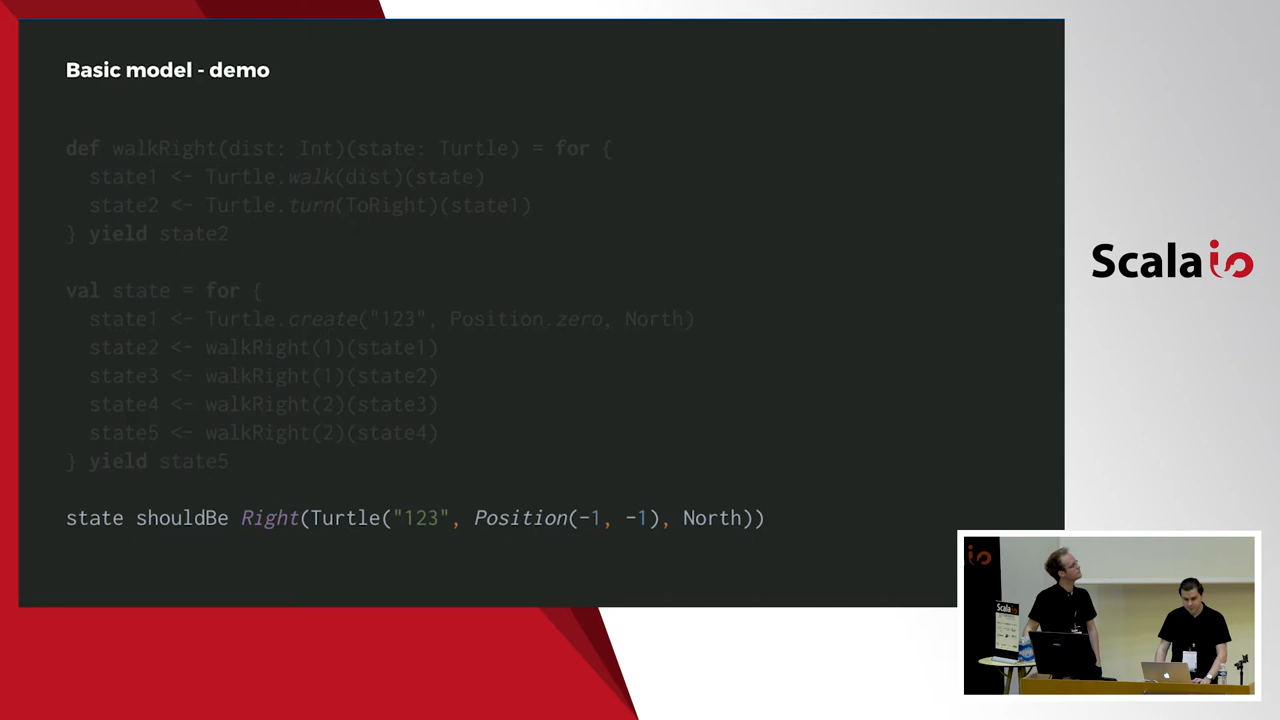 Basic model - demo
def walkRight(dist: Int)(state: Turtle) = for {
state1 <- Turtle.walk(dist)(state)
state2 <- Turtle.turn(ToRight)(state1)
} yield state2
val state = for {
state1 <- Turtle.create("123", Position.zero, North)
state2 <- walkRight(1)(state1)
state3 <- walkRight(1)(state2)
state4 <- walkRight(2)(state3)
state5 <- walkRight(2)(state4)
} yield state5
state shouldBe Right(Turtle("123", Position(-1, -1), North))
Scala io
io
Scala